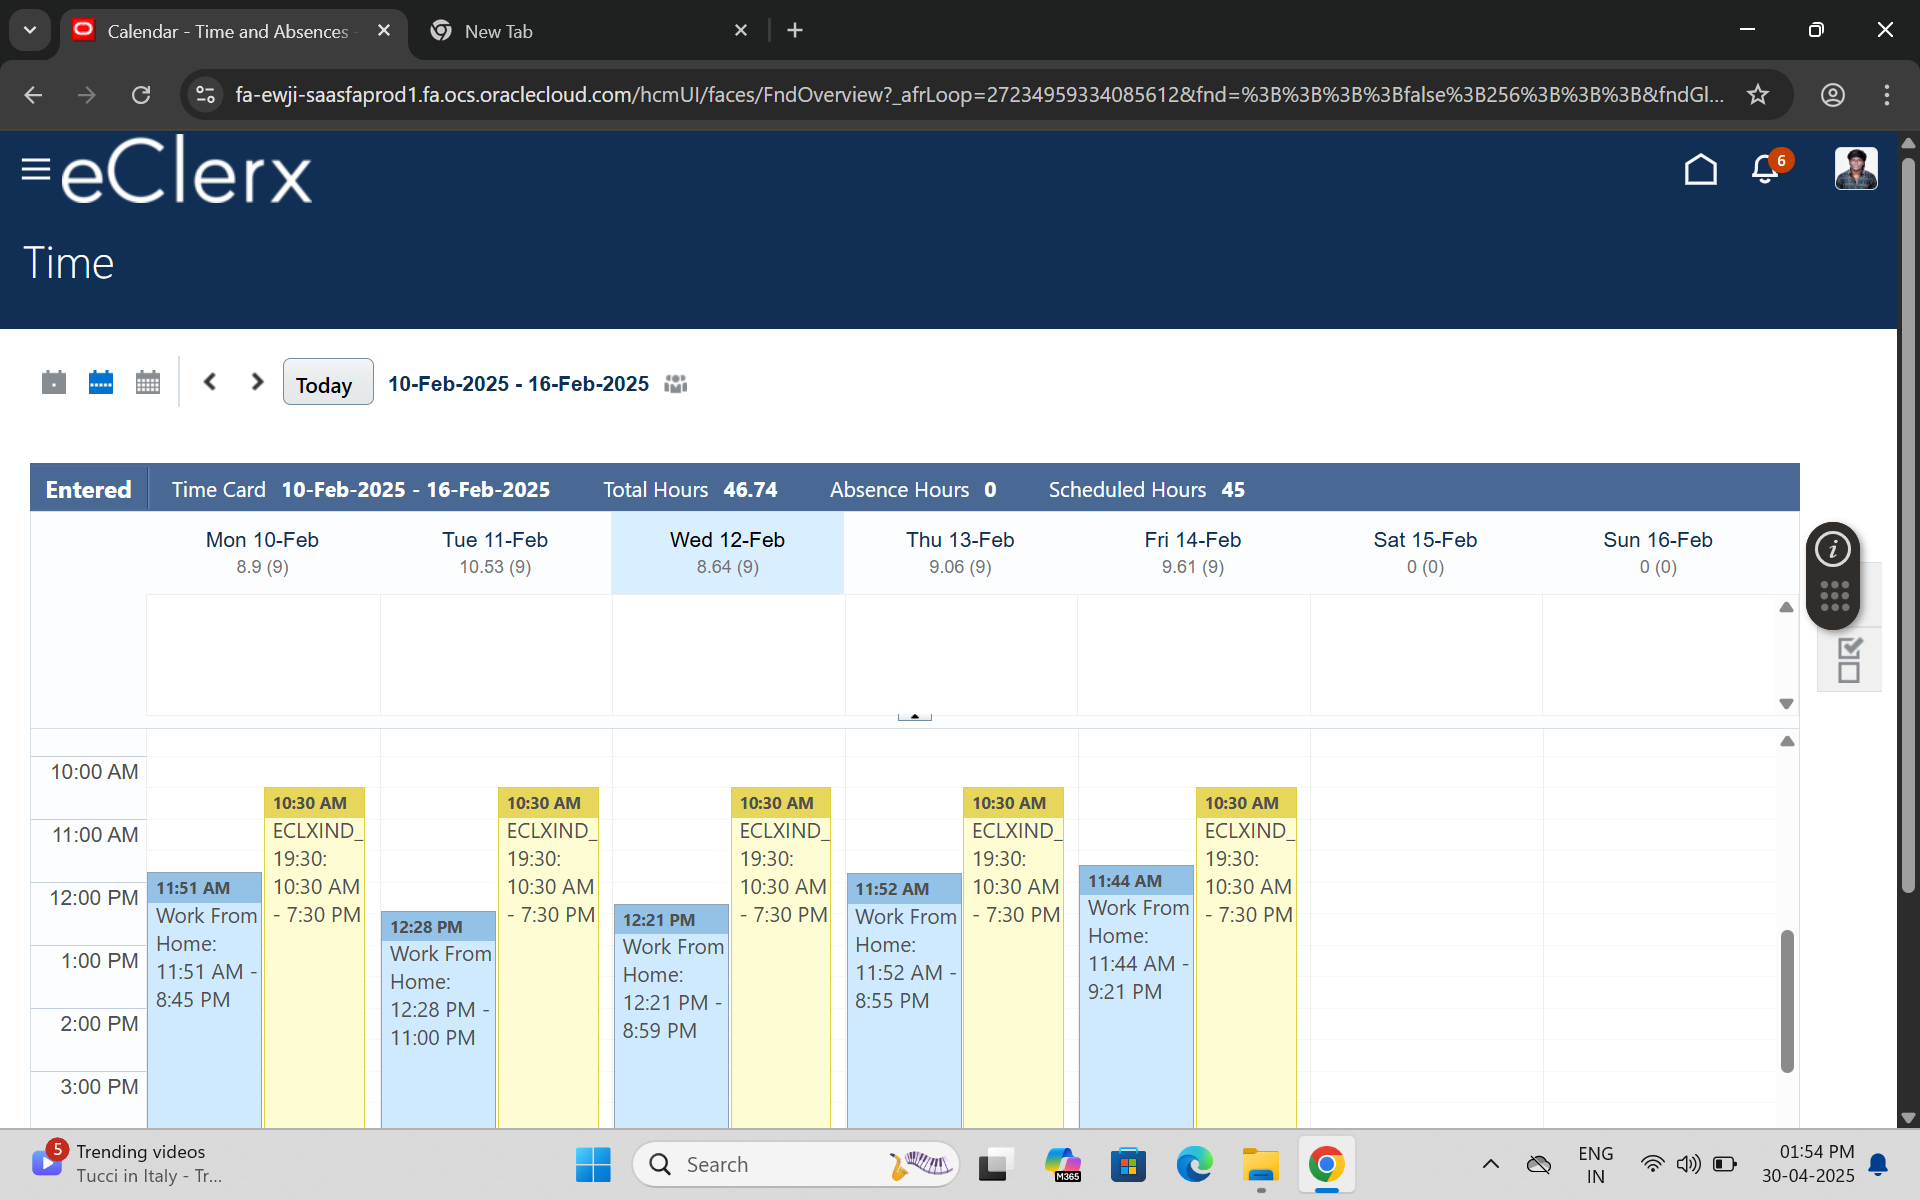 Calendar - Time and Absences -
New Tab
fa-ewji-saasfaprod1.fa.ocs.oraclecloud.com/hcmUI/faces/FndOverview?_afrLoop=27234959334085612&fnd=%3B%3B%3B%3Bfalse%3B256%3B%3B%3B&fndGl...
eClerx
6
Time
Today
10-Feb-2025 - 16-Feb-2025
Entered Time Card 10-Feb-2025 - 16-Feb-2025 Total Hours 46.74 Absence Hours 0 Scheduled Hours 45
Mon 10-Feb Tue 11-Feb Wed 12-Feb Thu 13-Feb Fri 14-Feb Sat 15-Feb Sun 16-Feb
8.9 (9) 10.53 (9) 8.64 (9) 9.06 (9) 9.61 (9) 0 (0) 0 (0)
10:00 AM
11:00 AM
12:00 PM
1:00 PM
2:00 PM
3:00 PM
11:51 AM
Work From
Home:
11:51 AM -
8:45 PM
10:30 AM
ECLXIND_
19:30:
10:30 AM
- 7:30 PM
12:28 PM
Work From
Home:
12:28 PM -
11:00 PM
10:30 AM
ECLXIND_
19:30:
10:30 AM
- 7:30 PM
12:21 PM
Work From
Home:
12:21 PM -
8:59 PM
10:30 AM
ECLXIND_
19:30:
10:30 AM
- 7:30 PM
11:52 AM
Work From
Home:
11:52 AM -
8:55 PM
10:30 AM
ECLXIND_
19:30:
10:30 AM
- 7:30 PM
11:44 AM
Work From
Home:
11:44 AM -
9:21 PM
10:30 AM
ECLXIND_
19:30:
10:30 AM
- 7:30 PM
i
5
Trending videos
Tucci in Italy - Tr...
Search
M365
ENG
IN
01:54 PM
30-04-2025